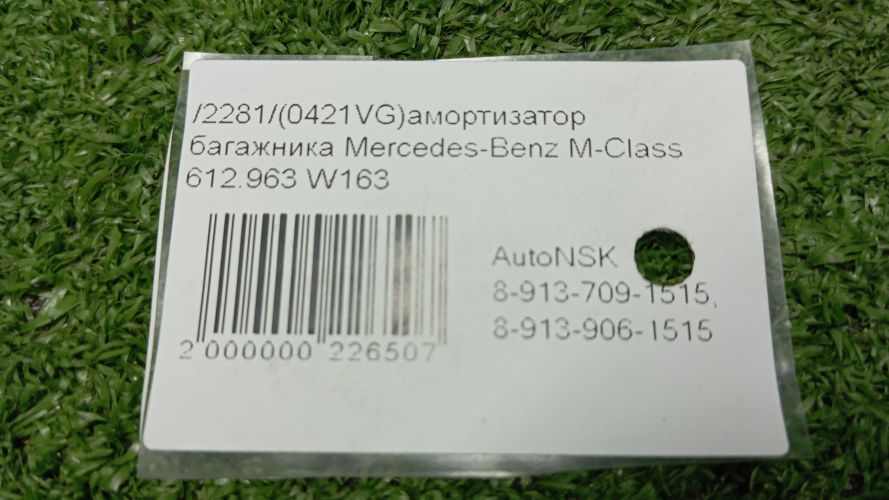 /2281/(0421VG)амортизатор
багажника Mercedes-Benz M-Class
612.963 W163
AutoNSK
8-913-709-1515,
8-913-906-1515
2 000000 226507